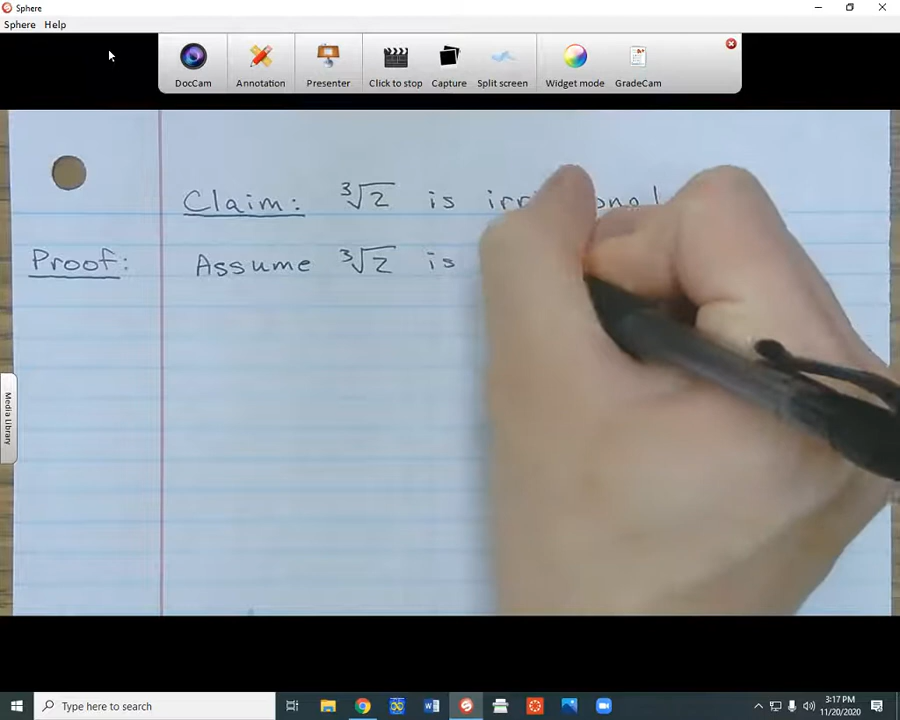 Sphere
Sphere Help
DocCam Annotation Presenter Click to stop Capture Split screen Widget mode GradeCam
Claim: ∛2 is
Proof: Assume ∛2 is
Media Library
Type here to search
3:17 PM
11/20/2020